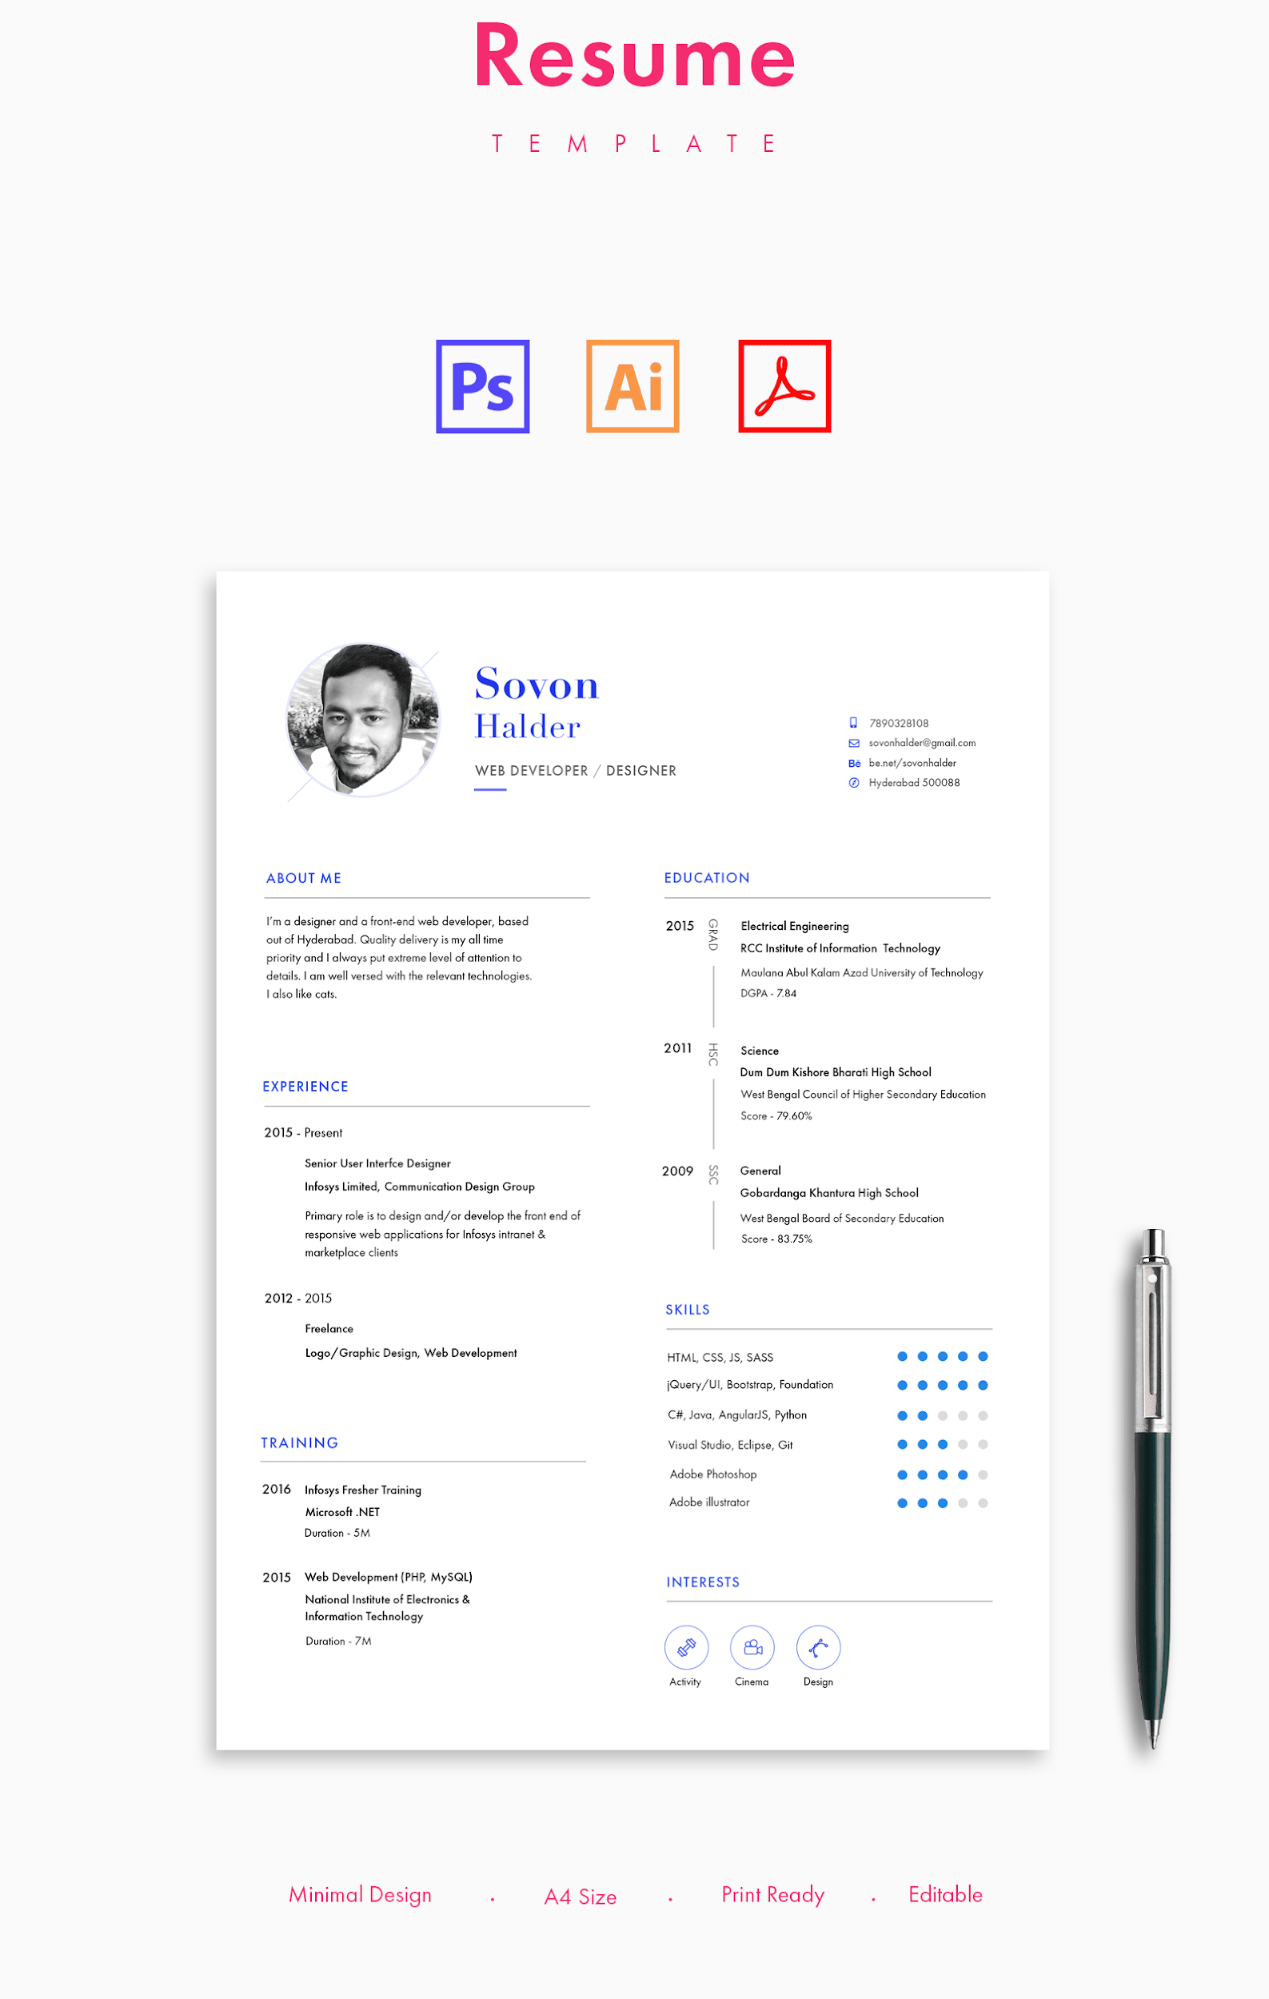 Resume
TEMPLATE
Ps
Ai
Sovon
Halder
WEB DEVELOPER / DESIGNER
7890328108
sovonhalder@gmail.com
Bē be.net/sovonhalder
Hyderabad 500088
ABOUT ME
I'm a designer and a front-end web developer, based
out of Hyderabad. Quality delivery is my all time
priority and I always put extreme level of attention to
details. I am well versed with the relevant technologies.
I also like cats.
EXPERIENCE
2015 - Present
Senior User Interfce Designer
Infosys Limited, Communication Design Group
Primary role is to design and/or develop the front end of
responsive web applications for Infosys intranet &
marketplace clients
2012 - 2015
Freelance
Logo/Graphic Design, Web Development
TRAINING
2016 Infosys Fresher Training
Microsoft .NET
Duration - 5M
2015 Web Development (PHP, MySQL)
National Institute of Electronics &
Information Technology
Duration - 7M
EDUCATION
2015 GRAD Electrical Engineering
RCC Institute of Information Technology
Maulana Abul Kalam Azad University of Technology
DGPA - 7.84
2011 HSC Science
Dum Dum Kishore Bharati High School
West Bengal Council of Higher Secondary Education
Score - 79.60%
2009 SSC General
Gobardanga Khantura High School
West Bengal Board of Secondary Education
Score - 83.75%
SKILLS
HTML, CSS, JS, SASS
jQuery/UI, Bootstrap, Foundation
C#, Java, AngularJS, Python
Visual Studio, Eclipse, Git
Adobe Photoshop
Adobe illustrator
INTERESTS
Activity Cinema Design
Minimal Design . A4 Size . Print Ready . Editable